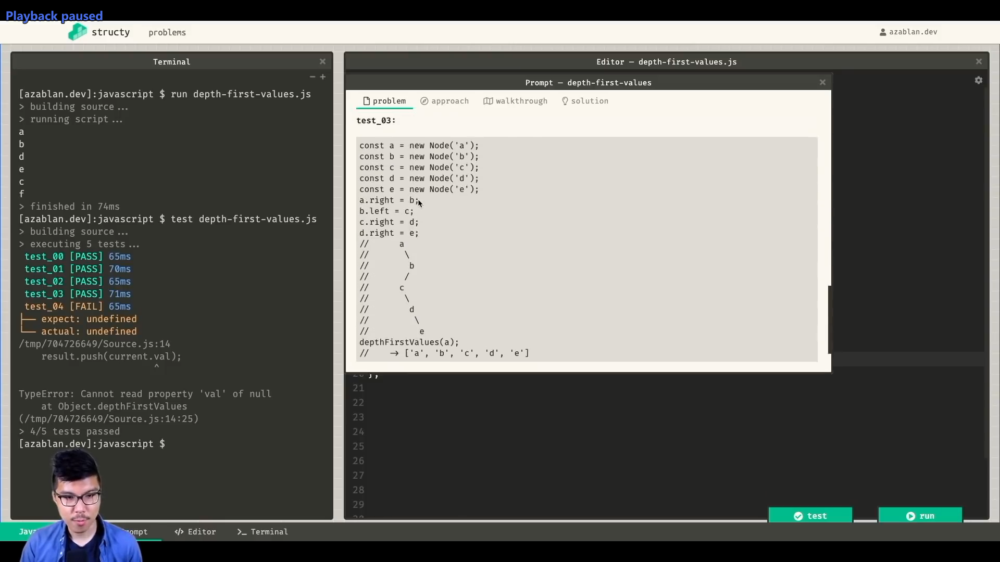 Playback paused
structy problems azablan.dev
Terminal
[azablan.dev]:javascript $ run depth-first-values.js
> building source...
> running script...
a
b
d
e
c
f
> finished in 74ms
[azablan.dev]:javascript $ test depth-first-values.js
> building source...
> executing 5 tests...
test_00 [PASS] 65ms
test_01 [PASS] 70ms
test_02 [PASS] 65ms
test_03 [PASS] 71ms
test_04 [FAIL] 65ms
├── expect: undefined
└── actual: undefined
/tmp/704726649/Source.js:14
result.push(current.val);
^
TypeError: Cannot read property 'val' of null
at Object.depthFirstValues
(/tmp/704726649/Source.js:14:25)
> 4/5 tests passed
[azablan.dev]:javascript $
Editor — depth-first-values.js
Prompt — depth-first-values
problem approach walkthrough solution
test_03:
const a = new Node('a');
const b = new Node('b');
const c = new Node('c');
const d = new Node('d');
const e = new Node('e');
a.right = b;
b.left = c;
c.right = d;
d.right = e;
//      a
//       \
//        b
//       /
//      c
//       \
//        d
//         \
//          e
depthFirstValues(a);
//    -> ['a', 'b', 'c', 'd', 'e']
20 };
21
22
23
24
25
26
27
28
29
test run
Editor Terminal